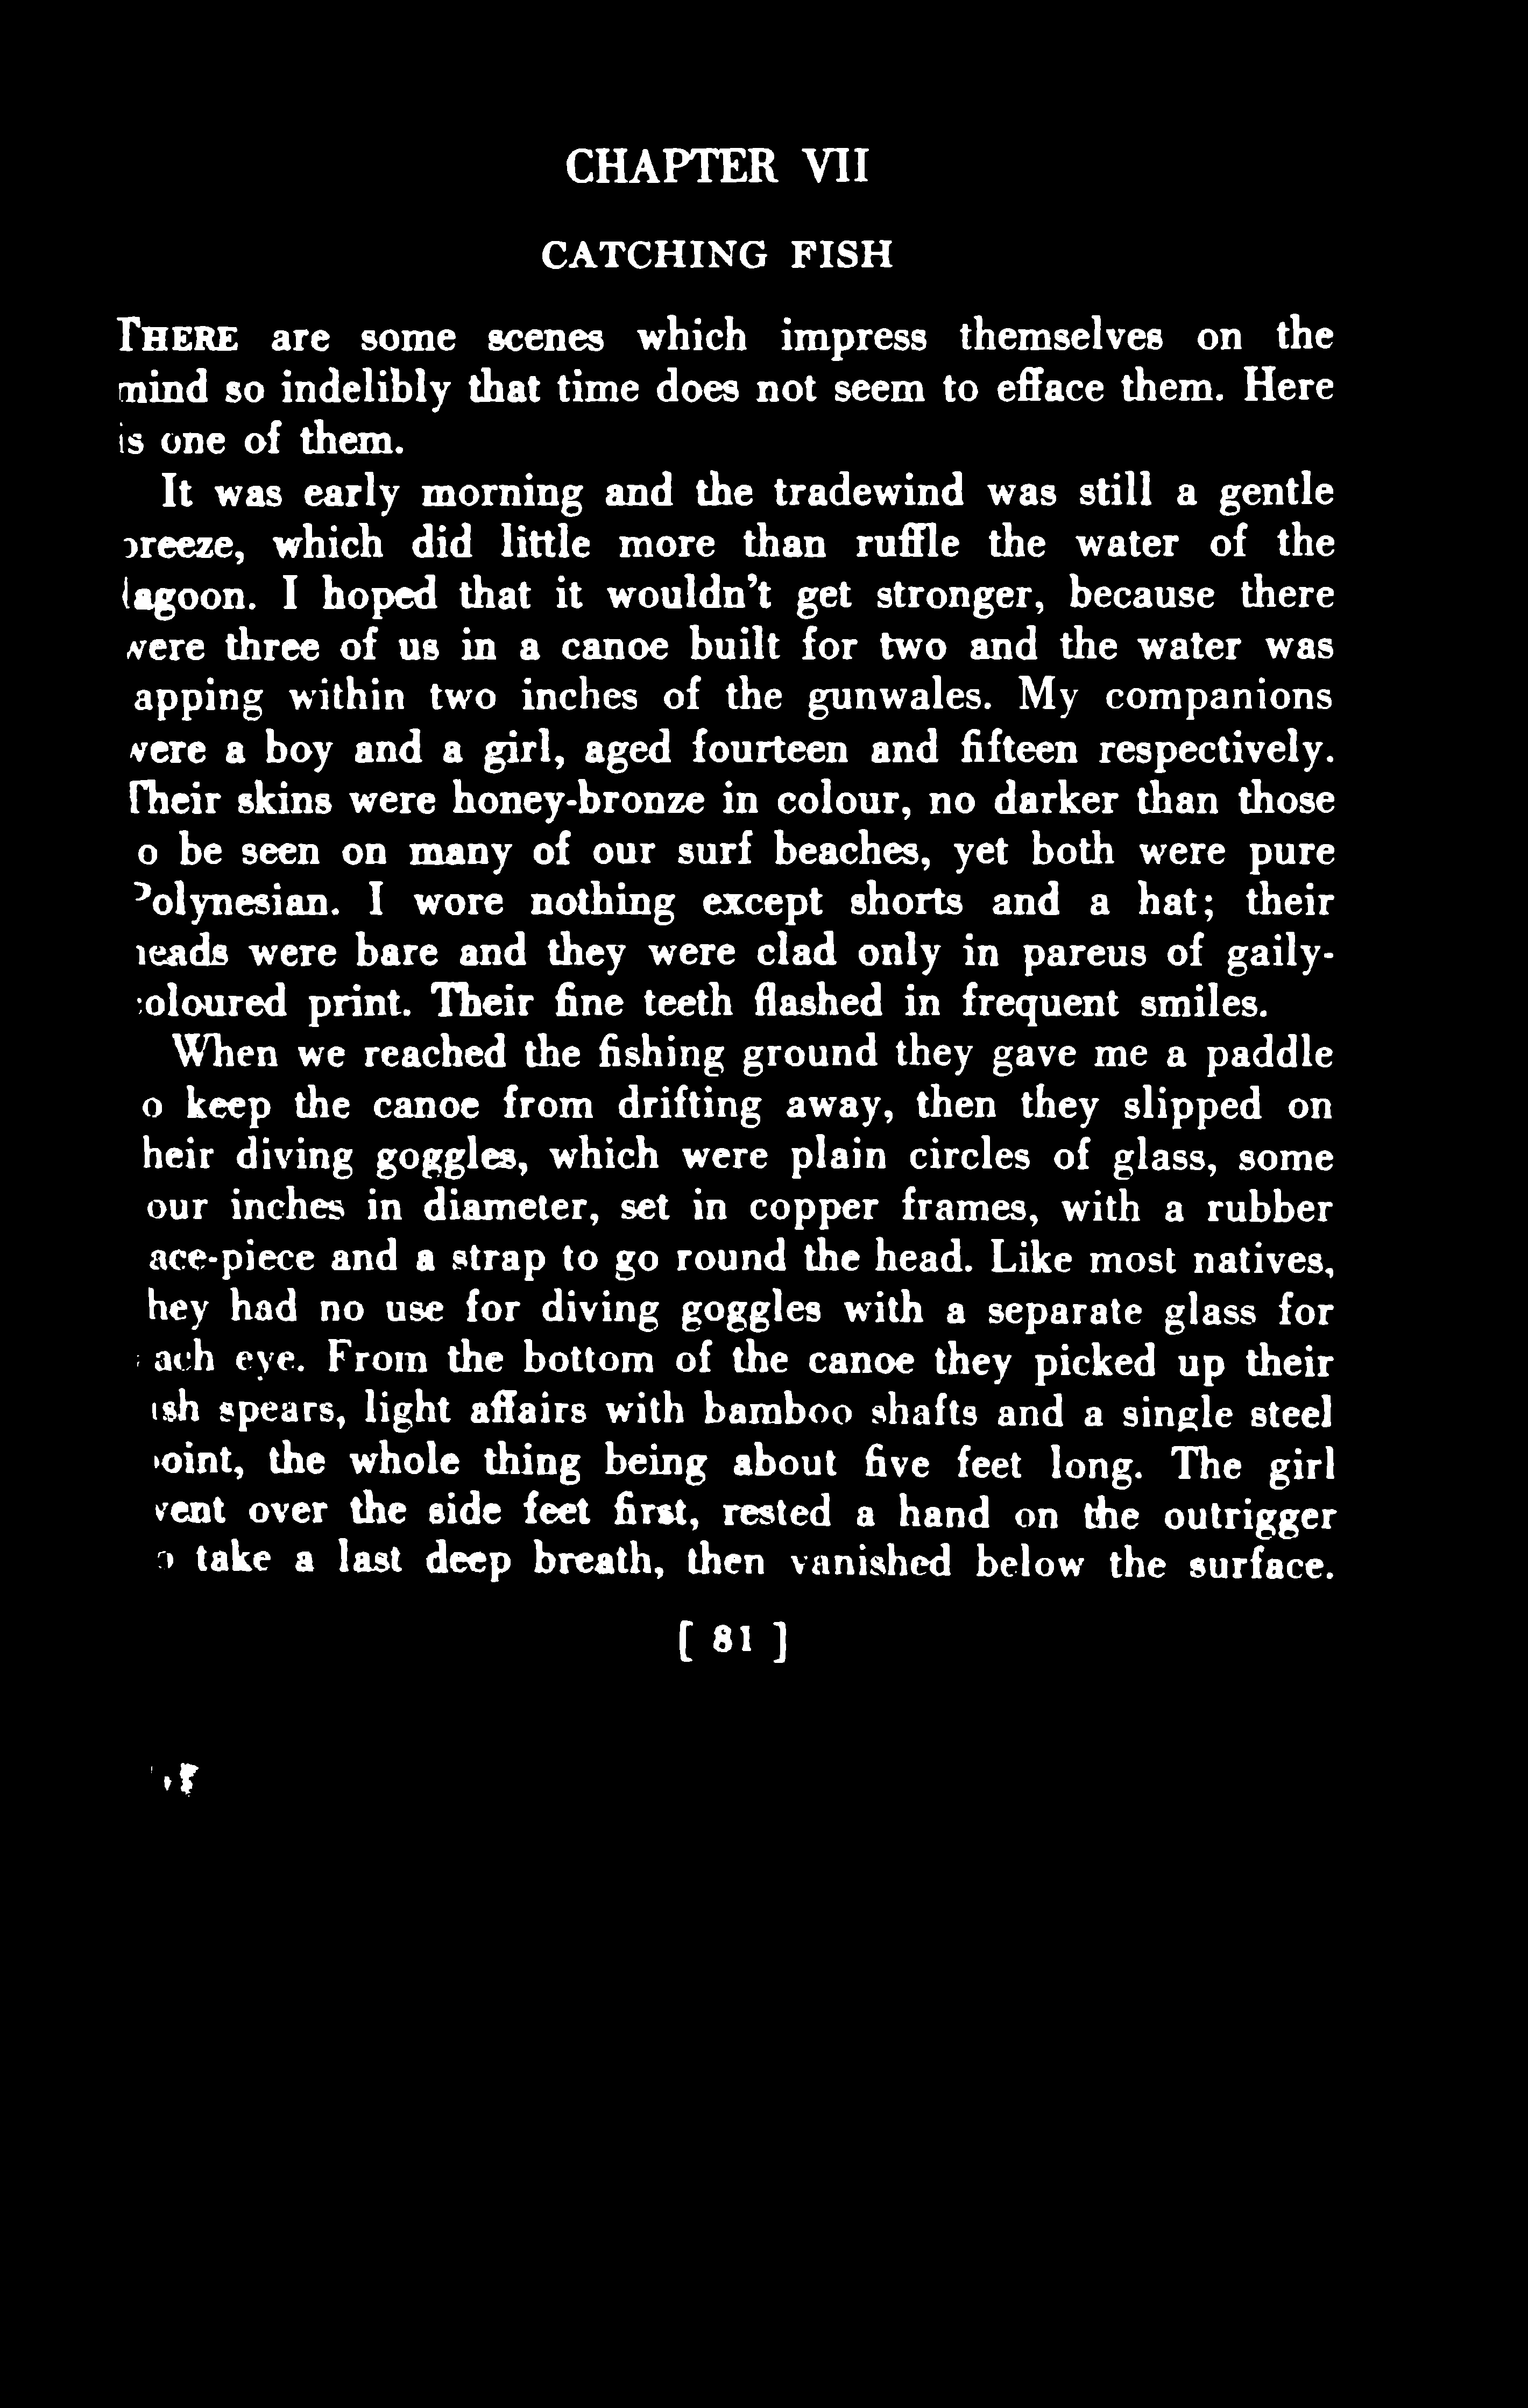 CHAPTER VII
CATCHING FISH
THERE are some scenes which impress themselves on the
mind so indelibly that time does not seem to efface them. Here
is one of them.
It was early morning and the tradewind was still a gentle
breeze, which did little more than ruffle the water of the
lagoon. I hoped that it wouldn't get stronger, because there
were three of us in a canoe built for two and the water was
apping within two inches of the gunwales. My companions
were a boy and a girl, aged fourteen and fifteen respectively.
Their skins were honey-bronze in colour, no darker than those
o be seen on many of our surf beaches, yet both were pure
Polynesian. I wore nothing except shorts and a hat; their
heads were bare and they were clad only in pareus of gaily-
coloured print. Their fine teeth flashed in frequent smiles.
When we reached the fishing ground they gave me a paddle
o keep the canoe from drifting away, then they slipped on
heir diving goggles, which were plain circles of glass, some
our inches in diameter, set in copper frames, with a rubber
ace-piece and a strap to go round the head. Like most natives,
hey had no use for diving goggles with a separate glass for
ach eye. From the bottom of the canoe they picked up their
ish spears, light affairs with bamboo shafts and a single steel
oint, the whole thing being about five feet long. The girl
went over the side feet first, rested a hand on the outrigger
o take a last deep breath, then vanished below the surface.
[ 81 ]